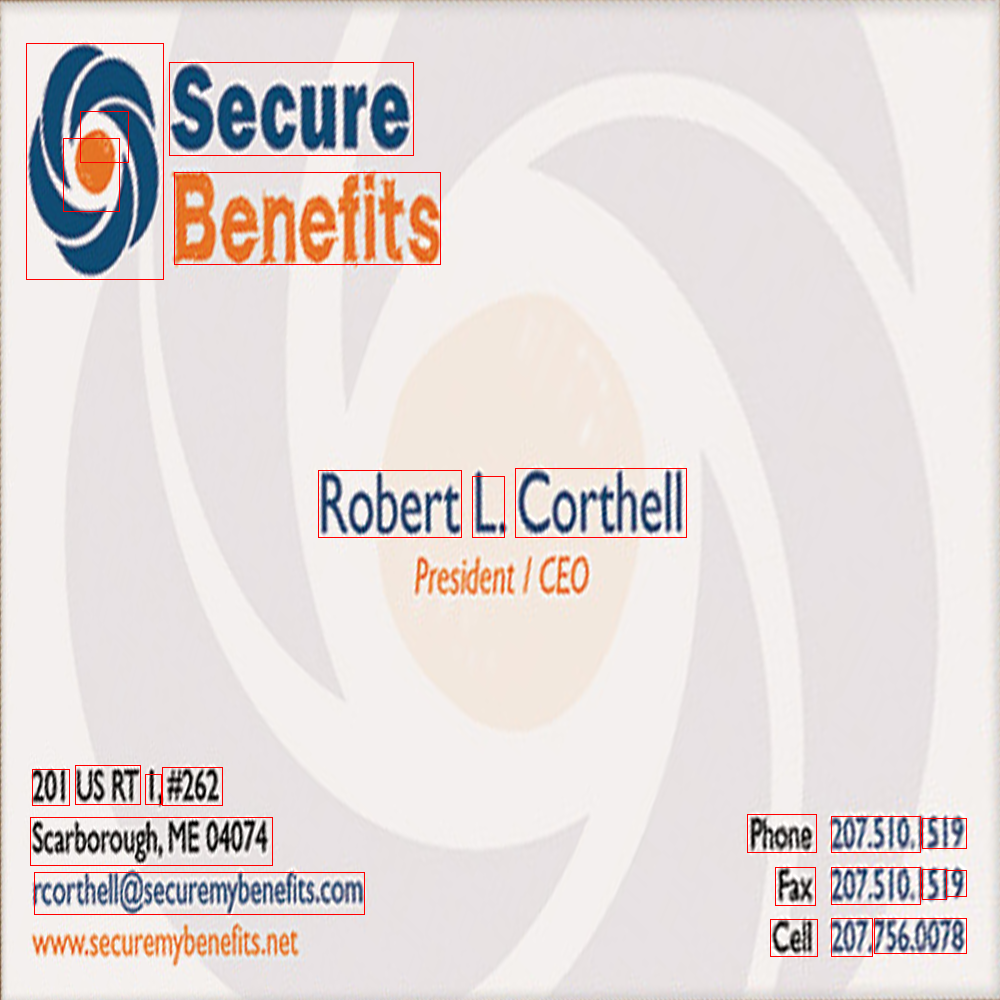 Secure
Benefits
Robert L. Corthell
President / CEO
201 US RT 1, #262
Scarborough, ME 04074
rcorthell@securemybenefits.com
www.securemybenefits.net
Phone 207.510.1519
Fax 207.510.1519
Cell 207.756.0078